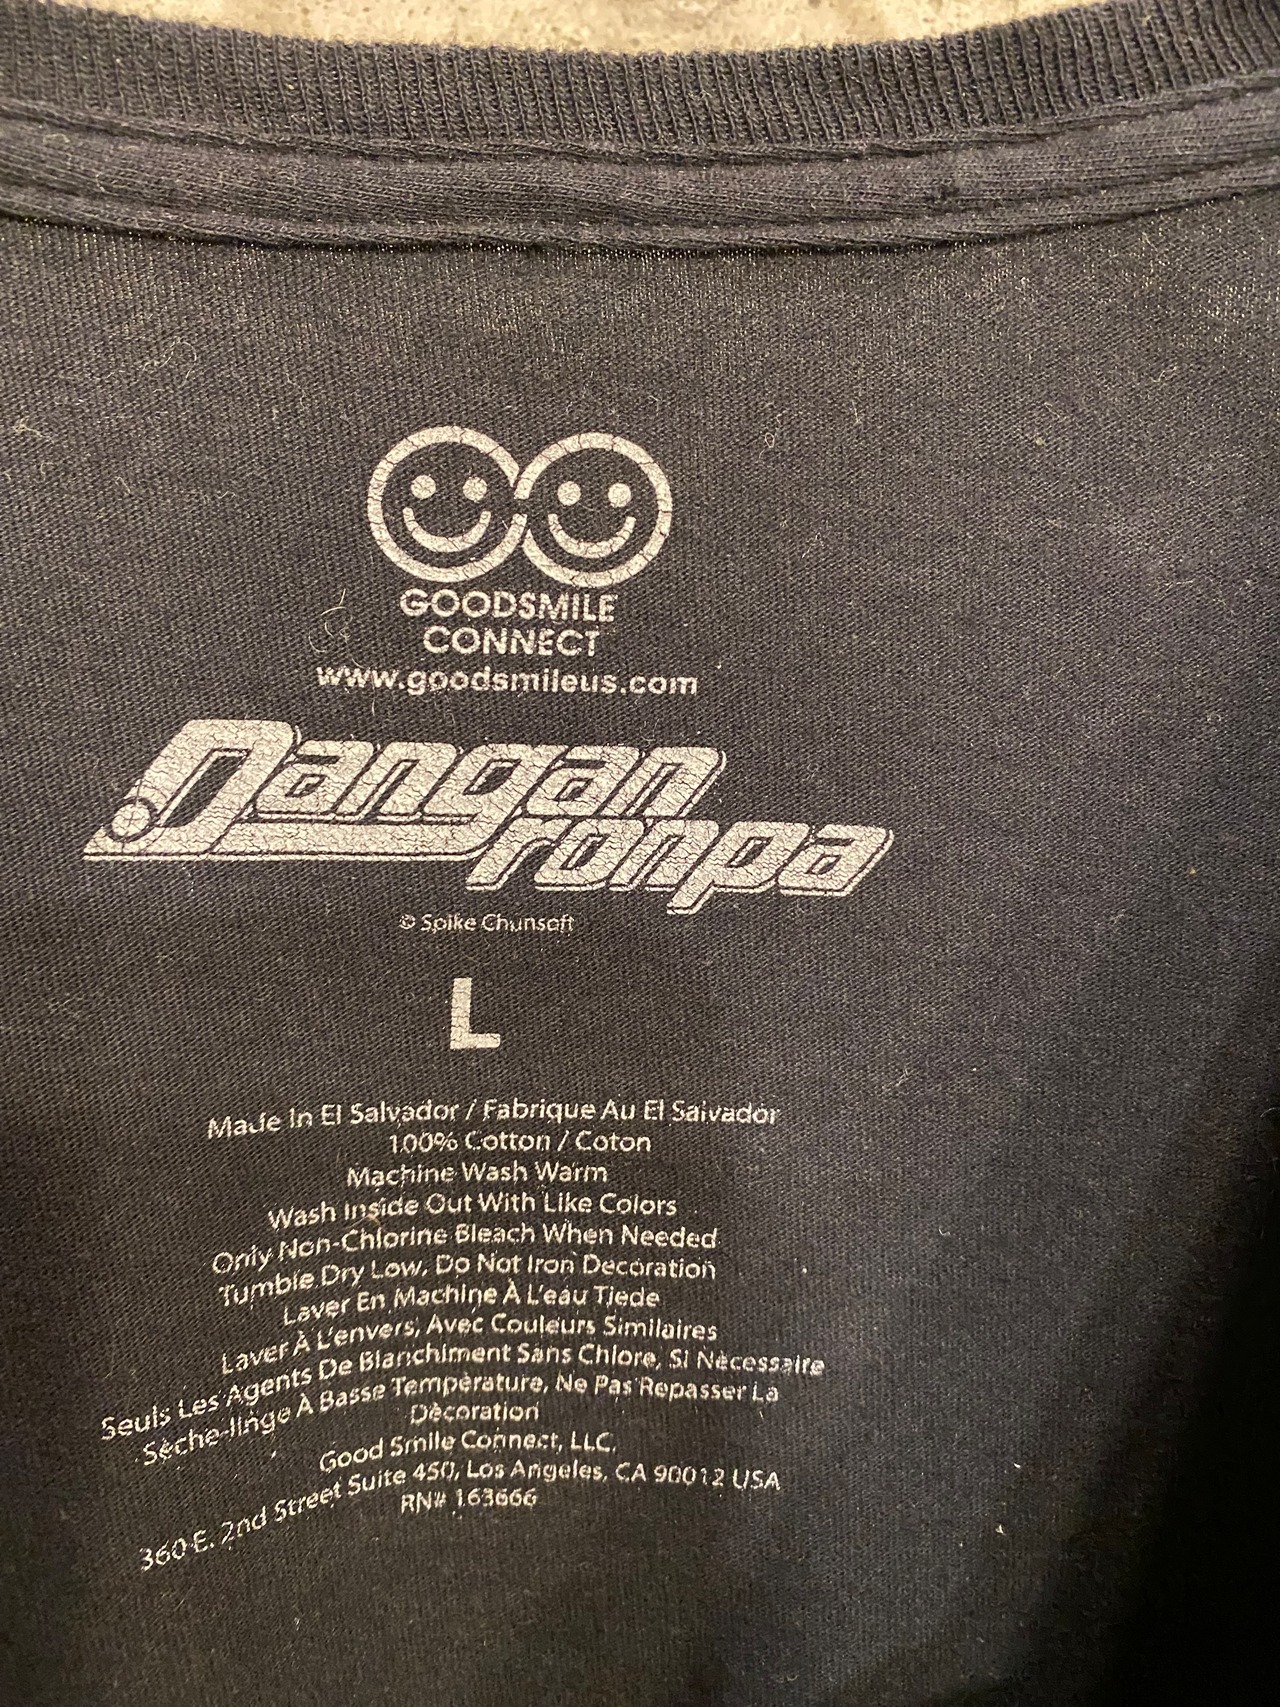 GOODSMILE
CONNECT
www.goodsmileus.com
Dangan
ronpa
© Spike Chunsoft
L
Made In El Salvador / Fabrique Au El Salvador
100% Cotton / Coton
Machine Wash Warm
Wash Inside Out With Like Colors
Only Non-Chlorine Bleach When Needed
Tumble Dry Low, Do Not Iron Decoration
Laver En Machine À L'eau Tiede
Laver À L'envers, Avec Couleurs Similaires
Seuls Les Agents De Blanchiment Sans Chlore, Si Nècessaire
Sèche-linge À Basse Tempèrature, Ne Pas Repasser La
Dècoration
Good Smile Connect, LLC.
360 E. 2nd Street Suite 450, Los Angeles, CA 90012 USA
RN# 163666